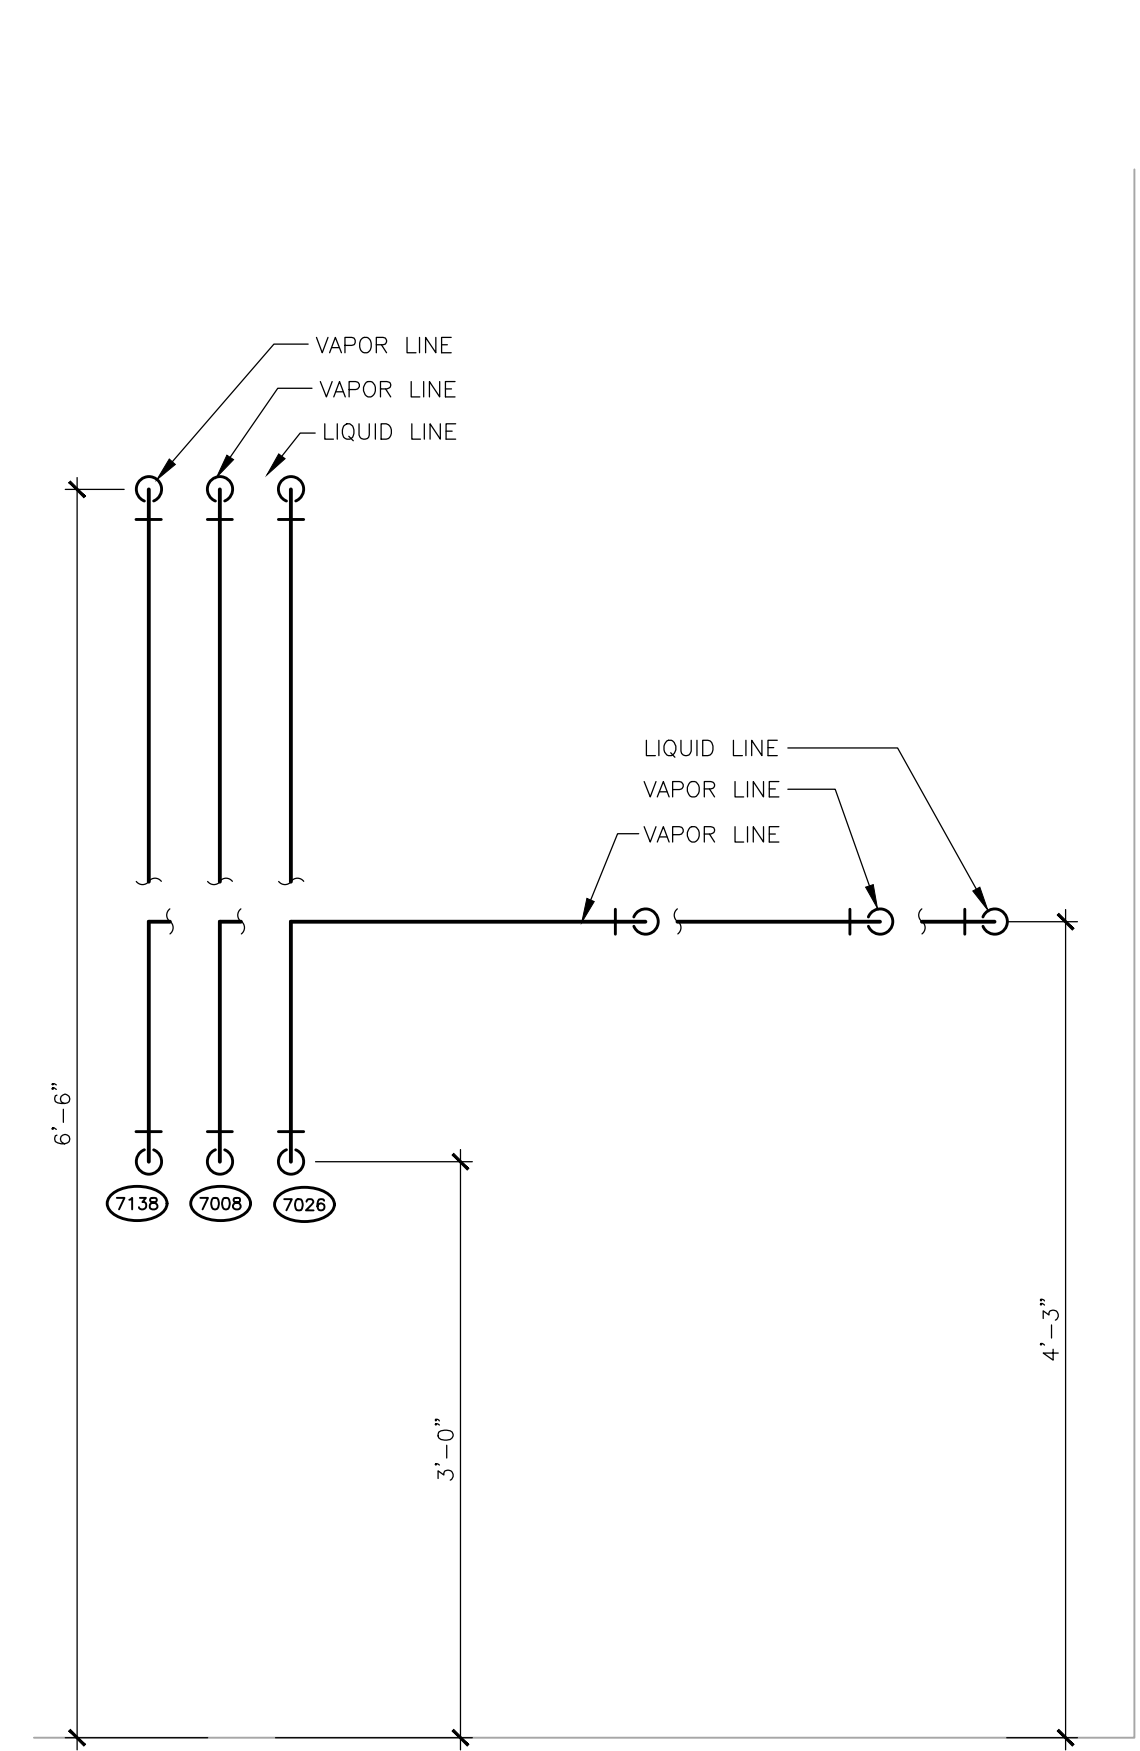 VAPOR LINE
VAPOR LINE
LIQUID LINE
LIQUID LINE
VAPOR LINE
VAPOR LINE
6'-6"
7138
7008
7026
4'-3"
3'-0"